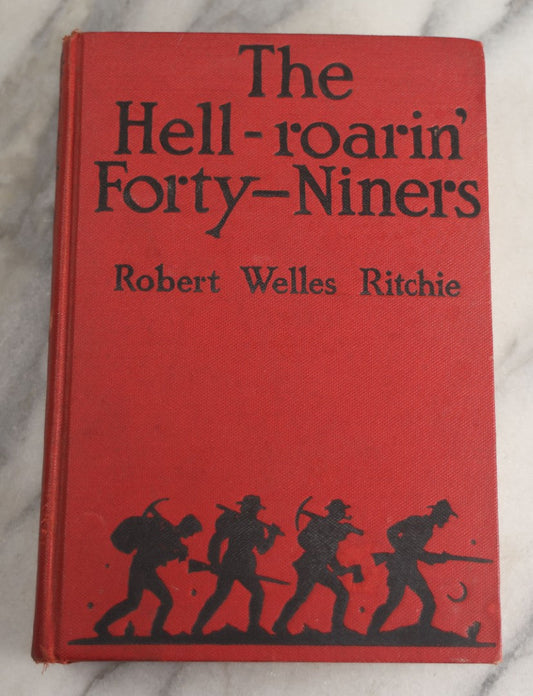 The
Hell-roarin'
Forty-Niners
Robert Welles Ritchie